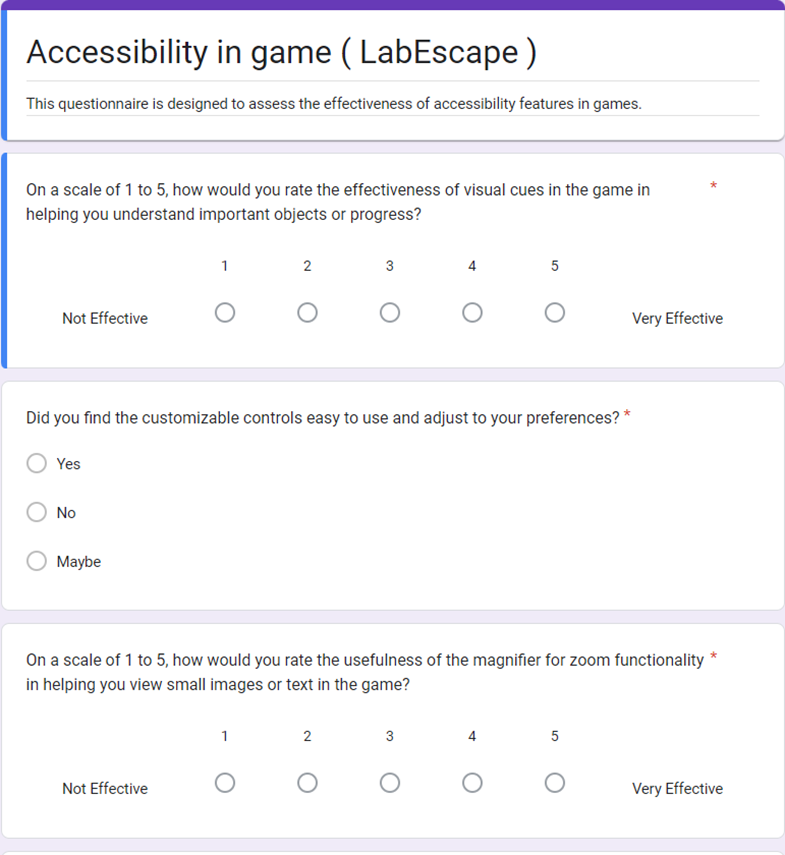 Accessibility in game ( LabEscape )
This questionnaire is designed to assess the effectiveness of accessibility features in games.
On a scale of 1 to 5, how would you rate the effectiveness of visual cues in the game in *
helping you understand important objects or progress?
1 2 3 4 5
Not Effective Very Effective
Did you find the customizable controls easy to use and adjust to your preferences? *
Yes
No
Maybe
On a scale of 1 to 5, how would you rate the usefulness of the magnifier for zoom functionality *
in helping you view small images or text in the game?
1 2 3 4 5
Not Effective Very Effective